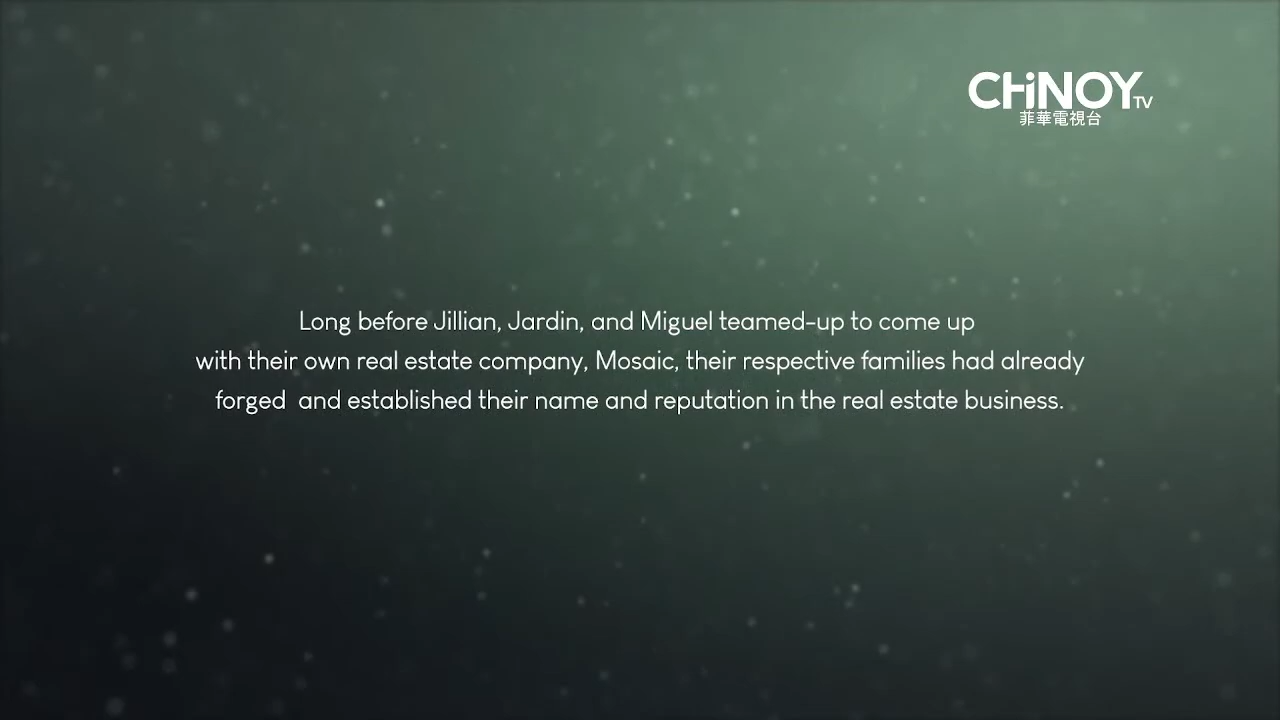 CHiNOY TV
菲華電視台
Long before Jillian, Jardin, and Miguel teamed-up to come up
with their own real estate company, Mosaic, their respective families had already
forged  and established their name and reputation in the real estate business.